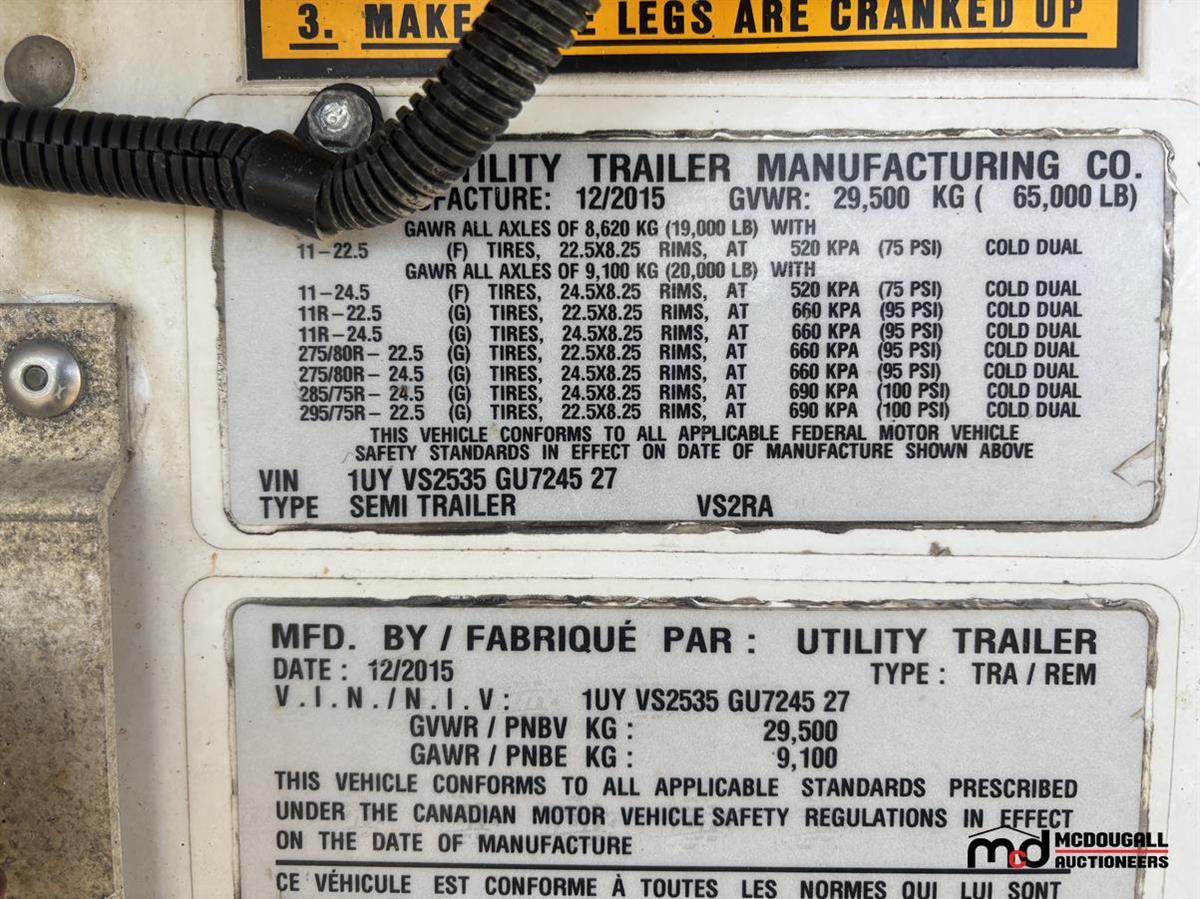 3. MAKE LEGS ARE CRANKED UP
UTILITY TRAILER MANUFACTURING CO.
12/2015 GVWR: 29,500 KG ( 65,000 LB)
GAWR ALL AXLES OF 8,620 KG (19,000 LB) WITH
11-22.5 (F) TIRES, 22.5X8.25 RIMS, AT 520 KPA (75 PSI) COLD DUAL
GAWR ALL AXLES OF 9,100 KG (20,000 LB) WITH
11-24.5 (F) TIRES, 24.5X8.25 RIMS, AT 520 KPA (75 PSI) COLD DUAL
11R-22.5 (G) TIRES, 22.5X8.25 RIMS, AT 660 KPA (95 PSI) COLD DUAL
11R-24.5 (G) TIRES, 24.5X8.25 RIMS, AT 660 KPA (95 PSI) COLD DUAL
275/80R- 22.5 (G) TIRES, 22.5X8.25 RIMS, AT 660 KPA (95 PSI) COLD DUAL
275/80R- 24.5 (G) TIRES, 24.5X8.25 RIMS, AT 660 KPA (95 PSI) COLD DUAL
285/75R- 24.5 (G) TIRES, 24.5X8.25 RIMS, AT 690 KPA (100 PSI) COLD DUAL
295/75R- 22.5 (G) TIRES, 22.5X8.25 RIMS, AT 690 KPA (100 PSI) COLD DUAL
THIS VEHICLE CONFORMS TO ALL APPLICABLE FEDERAL MOTOR VEHICLE
SAFETY STANDARDS IN EFFECT ON DATE OF MANUFACTURE SHOWN ABOVE
VIN 1UY VS2535 GU7245 27
TYPE SEMI TRAILER VS2RA
MFD. BY / FABRIQUÉ PAR : UTILITY TRAILER
DATE : 12/2015 TYPE : TRA / REM
V.I.N./N.I.V: 1UY VS2535 GU7245 27
GVWR / PNBV KG : 29,500
GAWR / PNBE KG : 9,100
THIS VEHICLE CONFORMS TO ALL APPLICABLE STANDARDS PRESCRIBED
UNDER THE CANADIAN MOTOR VEHICLE SAFETY REGULATIONS IN EFFECT
ON THE DATE OF MANUFACTURE
CE VÉHICULE EST CONFORME À TOUTES LES NORMES QUI LUI SONT
mcd MCDOUGALL
AUCTIONEERS